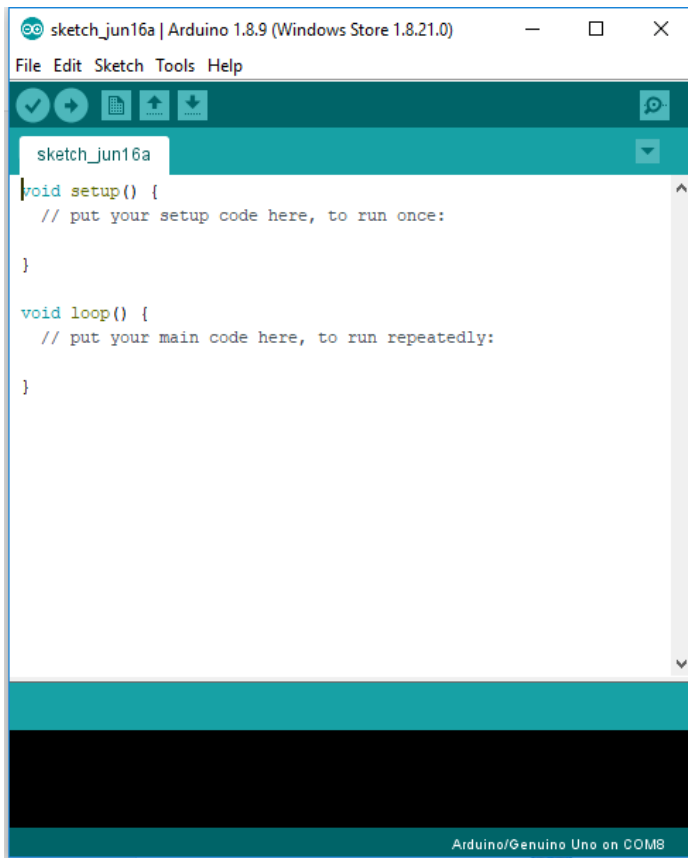 sketch_jun16a | Arduino 1.8.9 (Windows Store 1.8.21.0)
File Edit Sketch Tools Help
sketch_jun16a
void setup() {
  // put your setup code here, to run once:
}
void loop() {
  // put your main code here, to run repeatedly:
}
Arduino/Genuino Uno on COM8